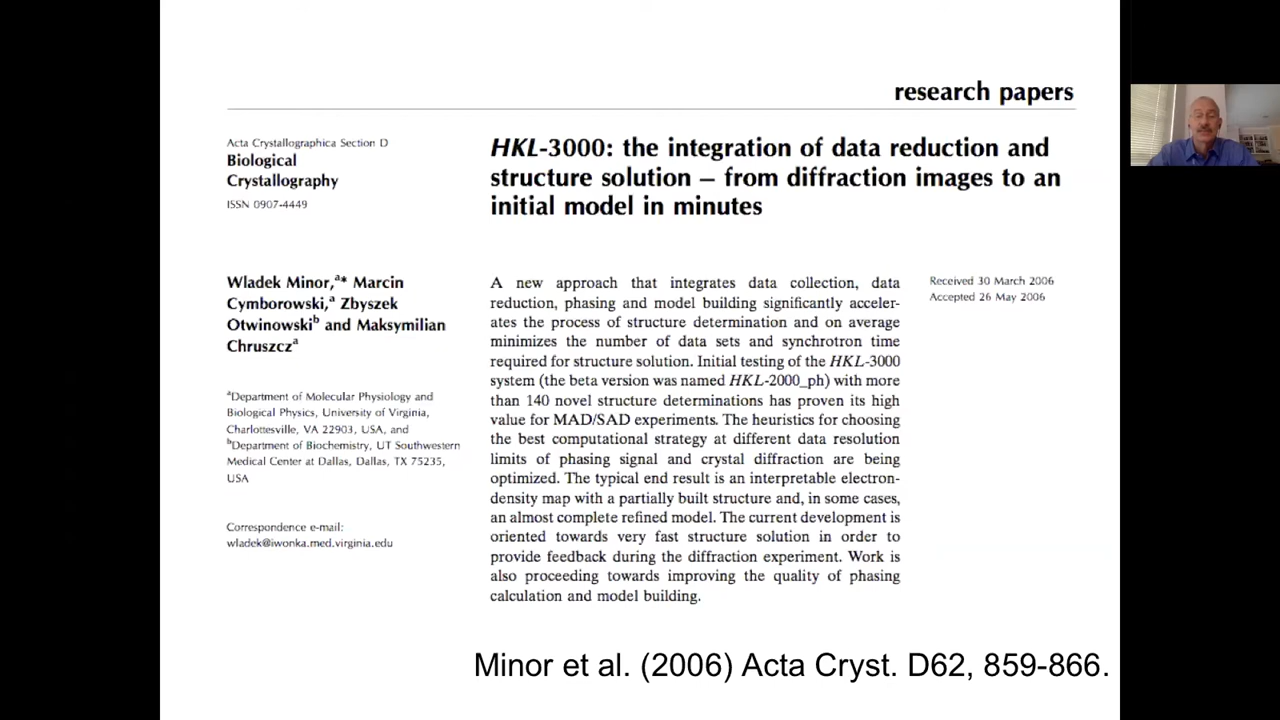 research papers
Acta Crystallographica Section D
Biological
Crystallography
ISSN 0907-4449
HKL-3000: the integration of data reduction and
structure solution – from diffraction images to an
initial model in minutes
Wladek Minor,a* Marcin
Cymborowski,a Zbyszek
Otwinowskib and Maksymilian
Chruszcza
aDepartment of Molecular Physiology and
Biological Physics, University of Virginia,
Charlottesville, VA 22903, USA, and
bDepartment of Biochemistry, UT Southwestern
Medical Center at Dallas, Dallas, TX 75235,
USA
Correspondence e-mail:
wladek@iwonka.med.virginia.edu
A new approach that integrates data collection, data
reduction, phasing and model building significantly acceler-
ates the process of structure determination and on average
minimizes the number of data sets and synchrotron time
required for structure solution. Initial testing of the HKL-3000
system (the beta version was named HKL-2000_ph) with more
than 140 novel structure determinations has proven its high
value for MAD/SAD experiments. The heuristics for choosing
the best computational strategy at different data resolution
limits of phasing signal and crystal diffraction are being
optimized. The typical end result is an interpretable electron-
density map with a partially built structure and, in some cases,
an almost complete refined model. The current development is
oriented towards very fast structure solution in order to
provide feedback during the diffraction experiment. Work is
also proceeding towards improving the quality of phasing
calculation and model building.
Received 30 March 2006
Accepted 26 May 2006
Minor et al. (2006) Acta Cryst. D62, 859-866.